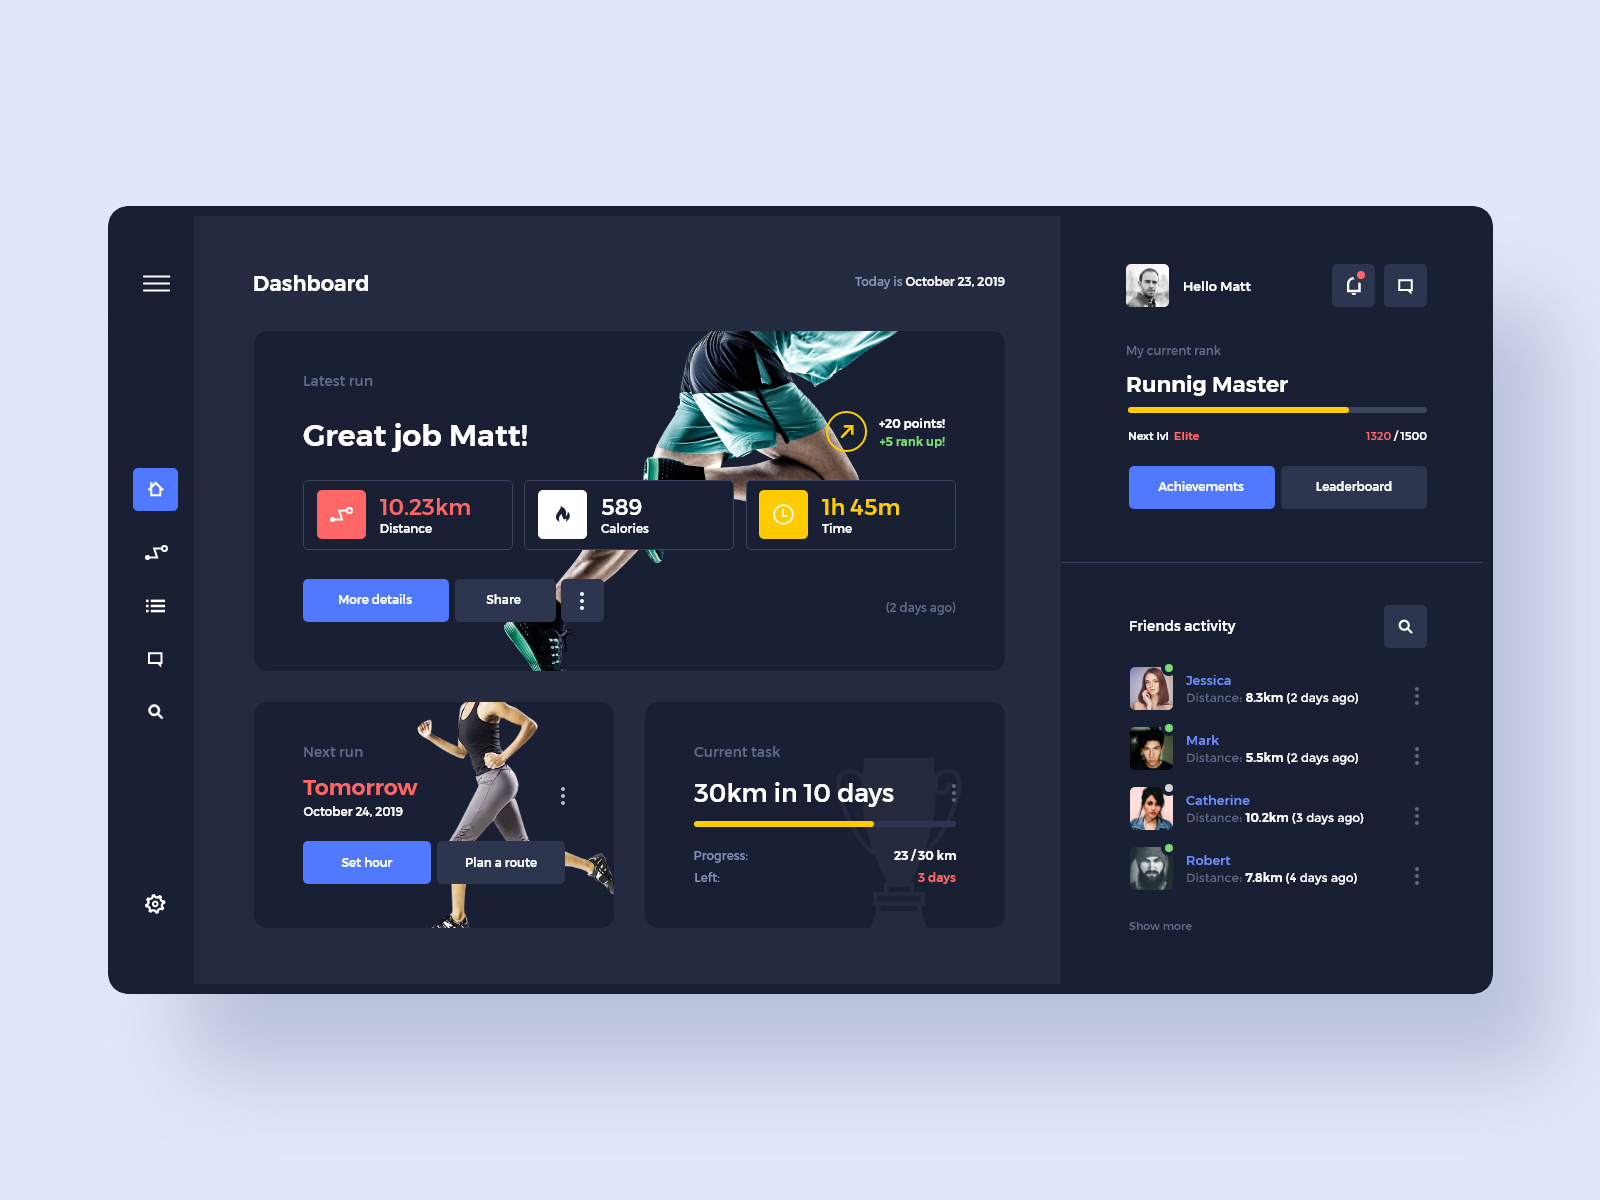 Dashboard
Today is October 23, 2019
Latest run
Great job Matt!
+20 points!
+5 rank up!
10.23km
Distance
589
Calories
1h 45m
Time
More details
Share
(2 days ago)
Next run
Tomorrow
October 24, 2019
Set hour
Plan a route
Current task
30km in 10 days
Progress:
23 / 30 km
Left:
3 days
Hello Matt
My current rank
Runnig Master
Next lvl Elite
1320 / 1500
Achievements
Leaderboard
Friends activity
Jessica
Distance: 8.3km (2 days ago)
Mark
Distance: 5.5km (2 days ago)
Catherine
Distance: 10.2km (3 days ago)
Robert
Distance: 7.8km (4 days ago)
Show more